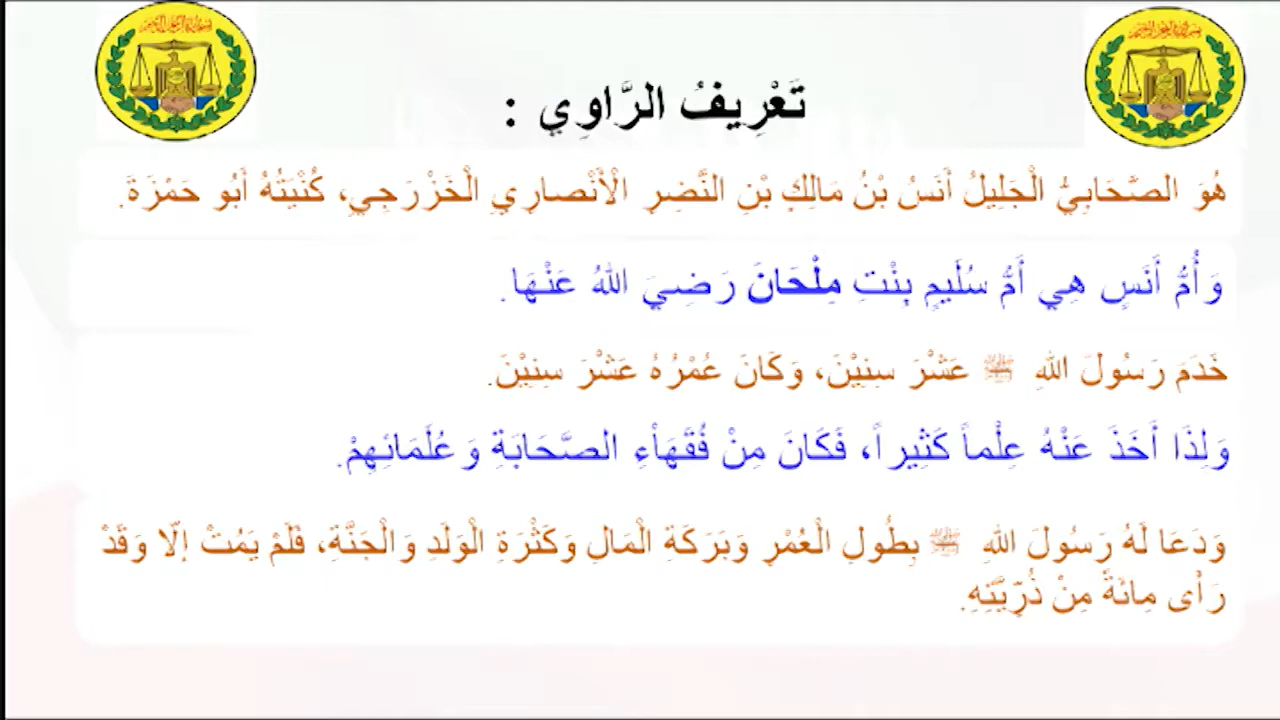 تَعْرِيفُ الرَّاوِي :
هُوَ الصَّحَابِيُّ الْجَلِيلُ أَنَسُ بْنُ مَالِكِ بْنِ النَّضِرِ الْأَنْصارِي الْخَزْرَجِي، كُنْيَتُهُ أَبُو حَمْزَةَ.
وَأُمُّ أَنَسٍ هِي أَمُّ سُلَيمٍ بِنْتِ مِلْحَانَ رَضِيَ اللهُ عَنْهَا.
خَدَمَ رَسُولَ اللهِ ﷺ عَشْرَ سِنِيْنَ، وَكَانَ عُمْرُهُ عَشْرَ سِنِيْنَ.
وَلِذَا أَخَذَ عَنْهُ عِلْماً كَثِيراً، فَكَانَ مِنْ فُقَهَاْءِ الصَّحَابَةِ وَعُلَمَائِهِمْ.
وَدَعَا لَهُ رَسُولَ اللهِ ﷺ بِطُولِ الْعُمْرِ وَبَرَكَةِ الْمَالِ وَكَثْرَةِ الْوَلَدِ وَالْجَنَّةِ، فَلَمْ يَمُتْ إلّا وَقَدْ
رَأْى مِائَةً مِنْ ذُرِّيَّتِهِ.